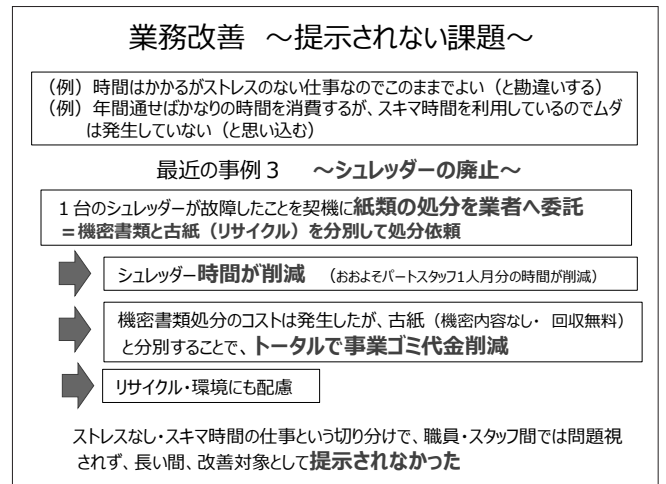 業務改善 ～提示されない課題～
（例）時間はかかるがストレスのない仕事なのでこのままでよい（と勘違いする）
（例）年間通せばかなりの時間を消費するが、スキマ時間を利用しているのでムダ
は発生していない（と思い込む）
最近の事例３ ～シュレッダーの廃止～
１台のシュレッダーが故障したことを契機に紙類の処分を業者へ委託
＝機密書類と古紙（リサイクル）を分別して処分依頼
シュレッダー時間が削減 （おおよそパートスタッフ1人月分の時間が削減）
機密書類処分のコストは発生したが、古紙（機密内容なし・ 回収無料）
と分別することで、トータルで事業ゴミ代金削減
リサイクル・環境にも配慮
ストレスなし・スキマ時間の仕事という切り分けで、職員・スタッフ間では問題視
されず、長い間、改善対象として提示されなかった